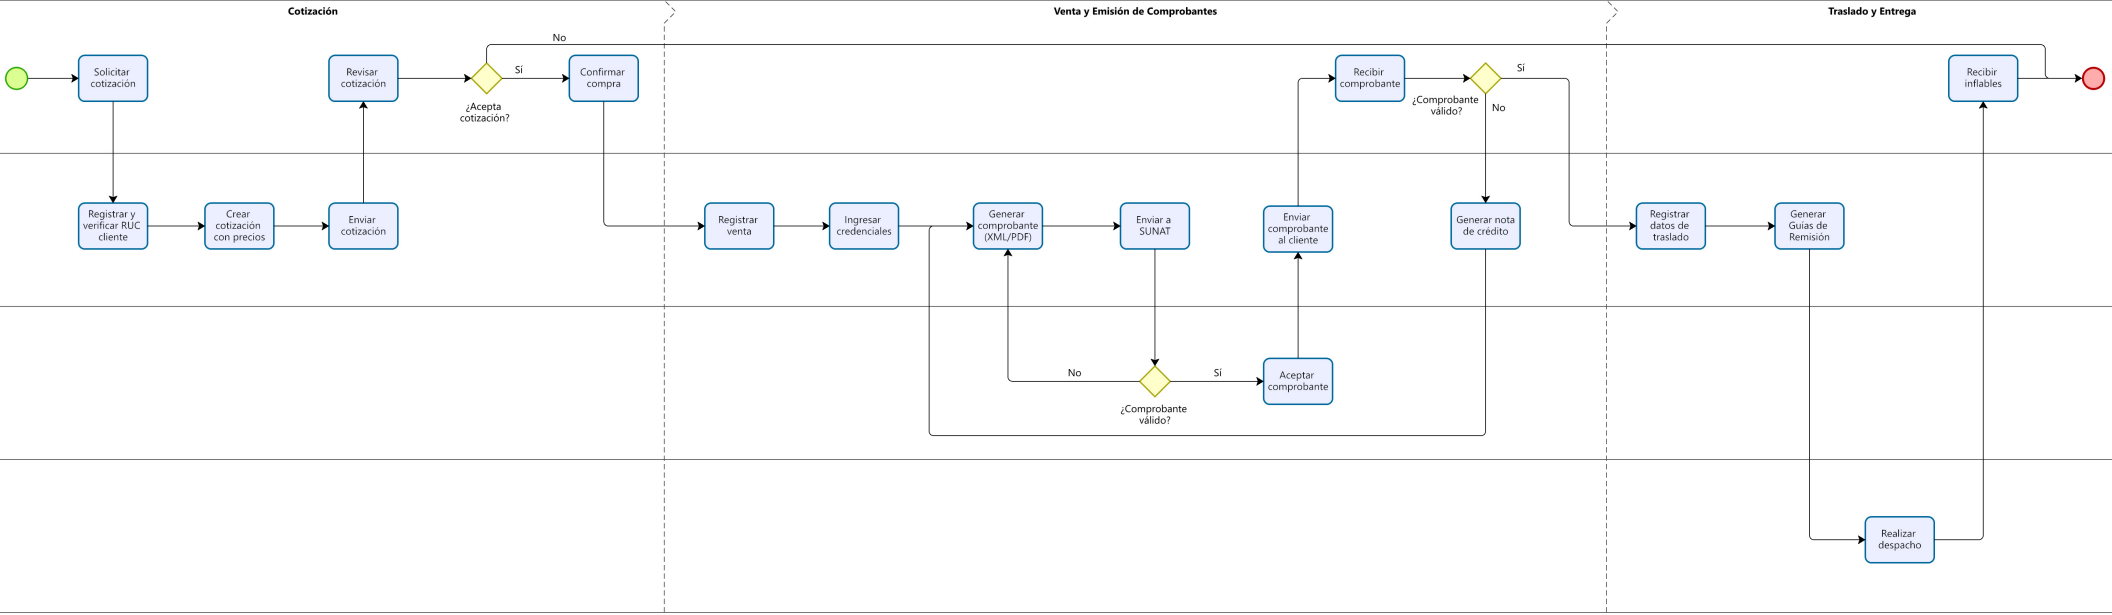 Cotización
Venta y Emisión de Comprobantes
Traslado y Entrega
No
Solicitar
cotización
Revisar
cotización
¿Acepta
cotización?
Sí
Confirmar
compra
Recibir
comprobante
¿Comprobante
válido?
Sí
No
Recibir
inflables
Registrar y
verificar RUC
cliente
Crear
cotización
con precios
Enviar
cotización
Registrar
venta
Ingresar
credenciales
Generar
comprobante
(XML/PDF)
Enviar a
SUNAT
Enviar
comprobante
al cliente
Generar nota
de crédito
Registrar
datos de
traslado
Generar
Guías de
Remisión
No
Sí
¿Comprobante
válido?
Aceptar
comprobante
Realizar
despacho